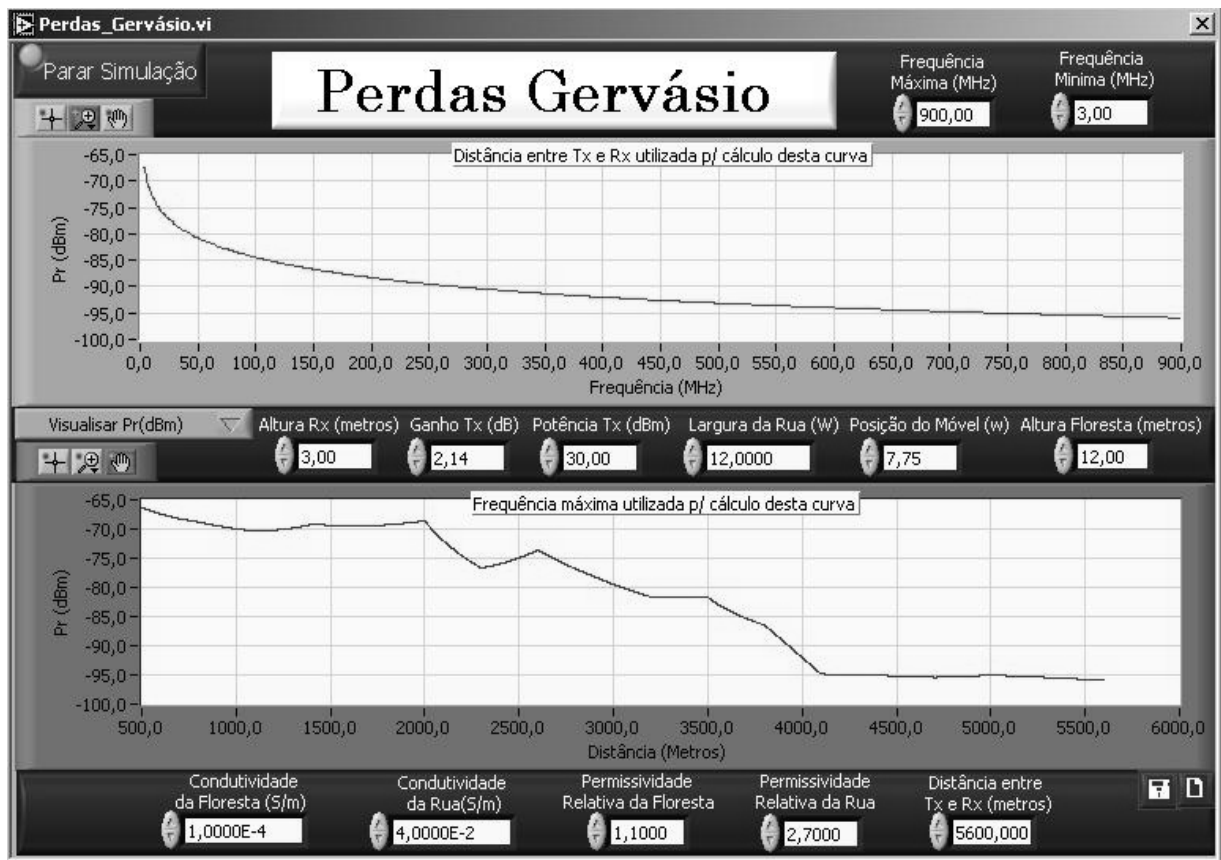 Perdas_Gervásio.vi
Parar Simulação
Perdas Gervásio
Frequência
Máxima (MHz)
900,00
Frequência
Minima (MHz)
3,00
Distância entre Tx e Rx utilizada p/ cálculo desta curva
Pr (dBm)
-65,0
-70,0
-75,0
-80,0
-85,0
-90,0
-95,0
-100,0
0,0 50,0 100,0 150,0 200,0 250,0 300,0 350,0 400,0 450,0 500,0 550,0 600,0 650,0 700,0 750,0 800,0 850,0 900,0
Frequência (MHz)
Visualisar Pr(dBm)
Altura Rx (metros) Ganho Tx (dB) Potência Tx (dBm) Largura da Rua (W) Posição do Móvel (w) Altura Floresta (metros)
3,00 2,14 30,00 12,0000 7,75 12,00
Frequência máxima utilizada p/ cálculo desta curva
Pr (dBm)
-65,0
-70,0
-75,0
-80,0
-85,0
-90,0
-95,0
-100,0
500,0 1000,0 1500,0 2000,0 2500,0 3000,0 3500,0 4000,0 4500,0 5000,0 5500,0 6000,0
Distância (Metros)
Condutividade
da Floresta (S/m)
1,0000E-4
Condutividade
da Rua(S/m)
4,0000E-2
Permissividade
Relativa da Floresta
1,1000
Permissividade
Relativa da Rua
2,7000
Distância entre
Tx e Rx (metros)
5600,000